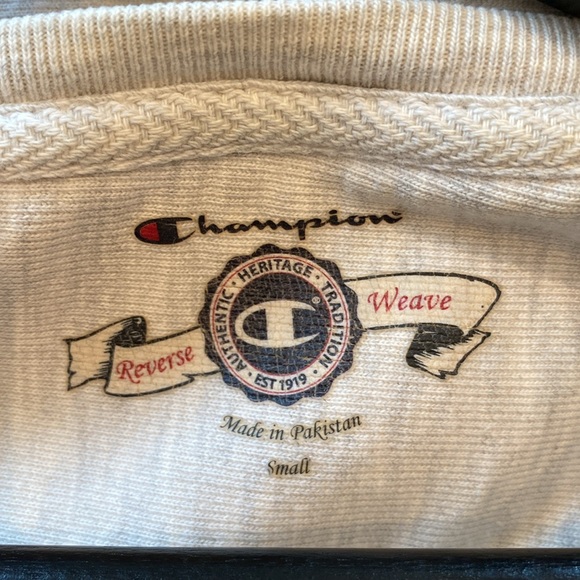 Champion
AUTHENTIC · HERITAGE · TRADITION
· EST 1919 ·
®
Reverse Weave
Made in Pakistan
Small